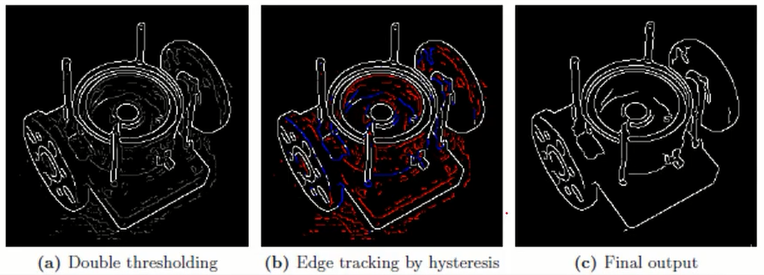 (a) Double thresholding
(b) Edge tracking by hysteresis
(c) Final output